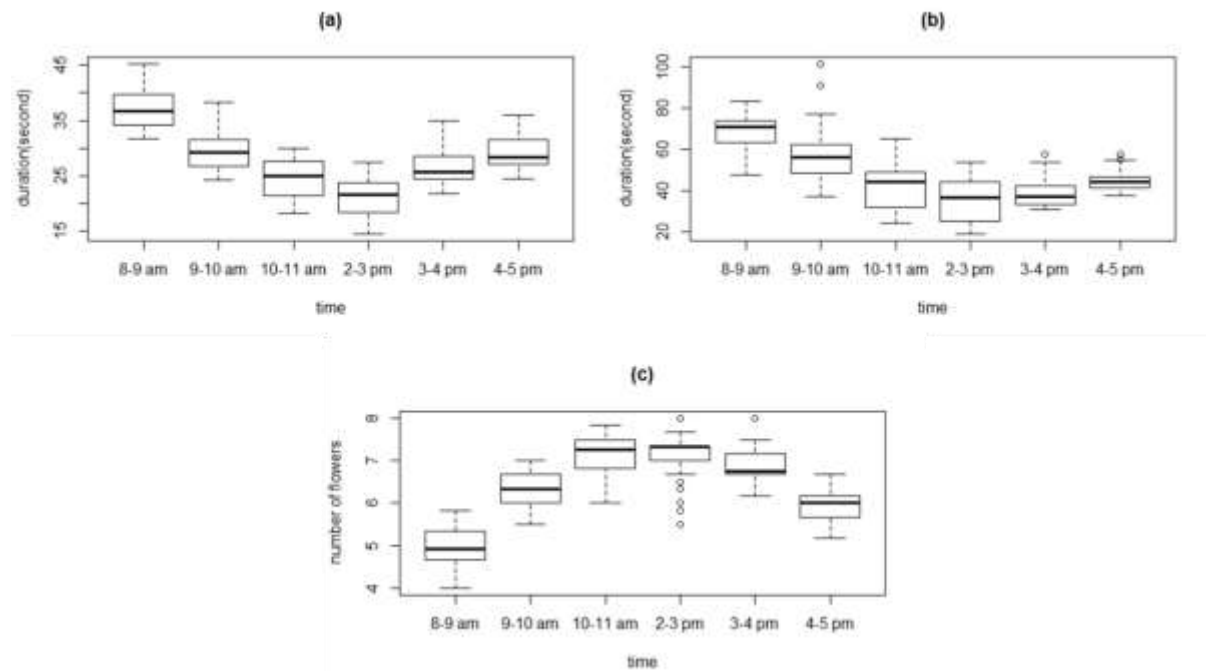 (a)
duration(second)
45
35
25
15
8-9 am 9-10 am 10-11 am 2-3 pm 3-4 pm 4-5 pm
time
(b)
duration(second)
100
80
60
40
20
8-9 am 9-10 am 10-11 am 2-3 pm 3-4 pm 4-5 pm
time
(c)
number of flowers
8
7
6
5
4
8-9 am 9-10 am 10-11 am 2-3 pm 3-4 pm 4-5 pm
time